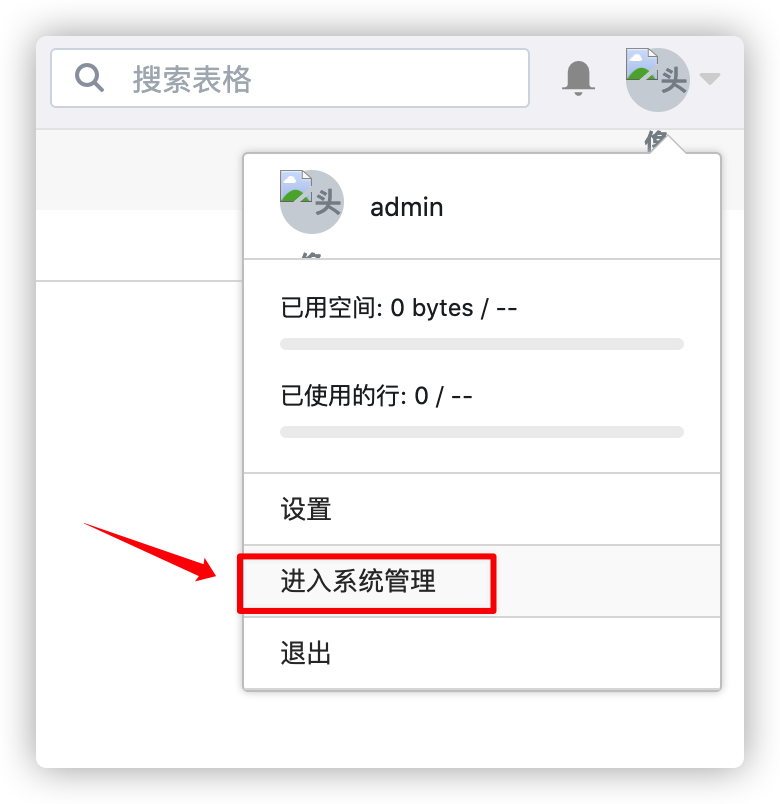 搜索表格
头
像
头
admin
已用空间: 0 bytes / --
已使用的行: 0 / --
设置
进入系统管理
退出